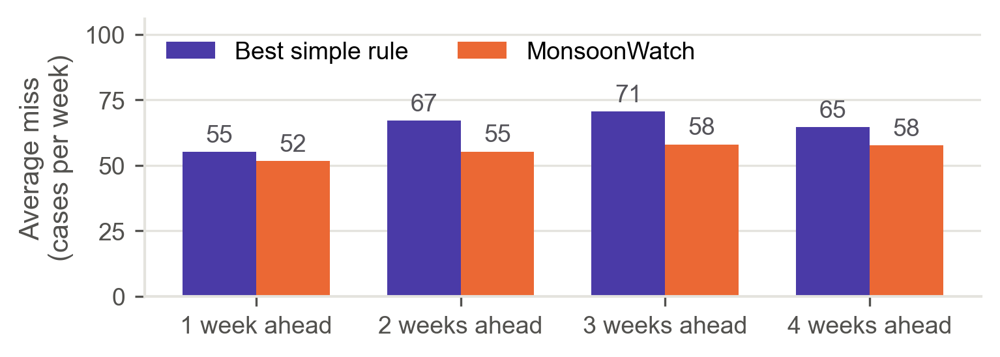 Average miss
(cases per week)
100
75
50
25
0
Best simple rule MonsoonWatch
55 52 67 55 71 58 65 58
1 week ahead 2 weeks ahead 3 weeks ahead 4 weeks ahead